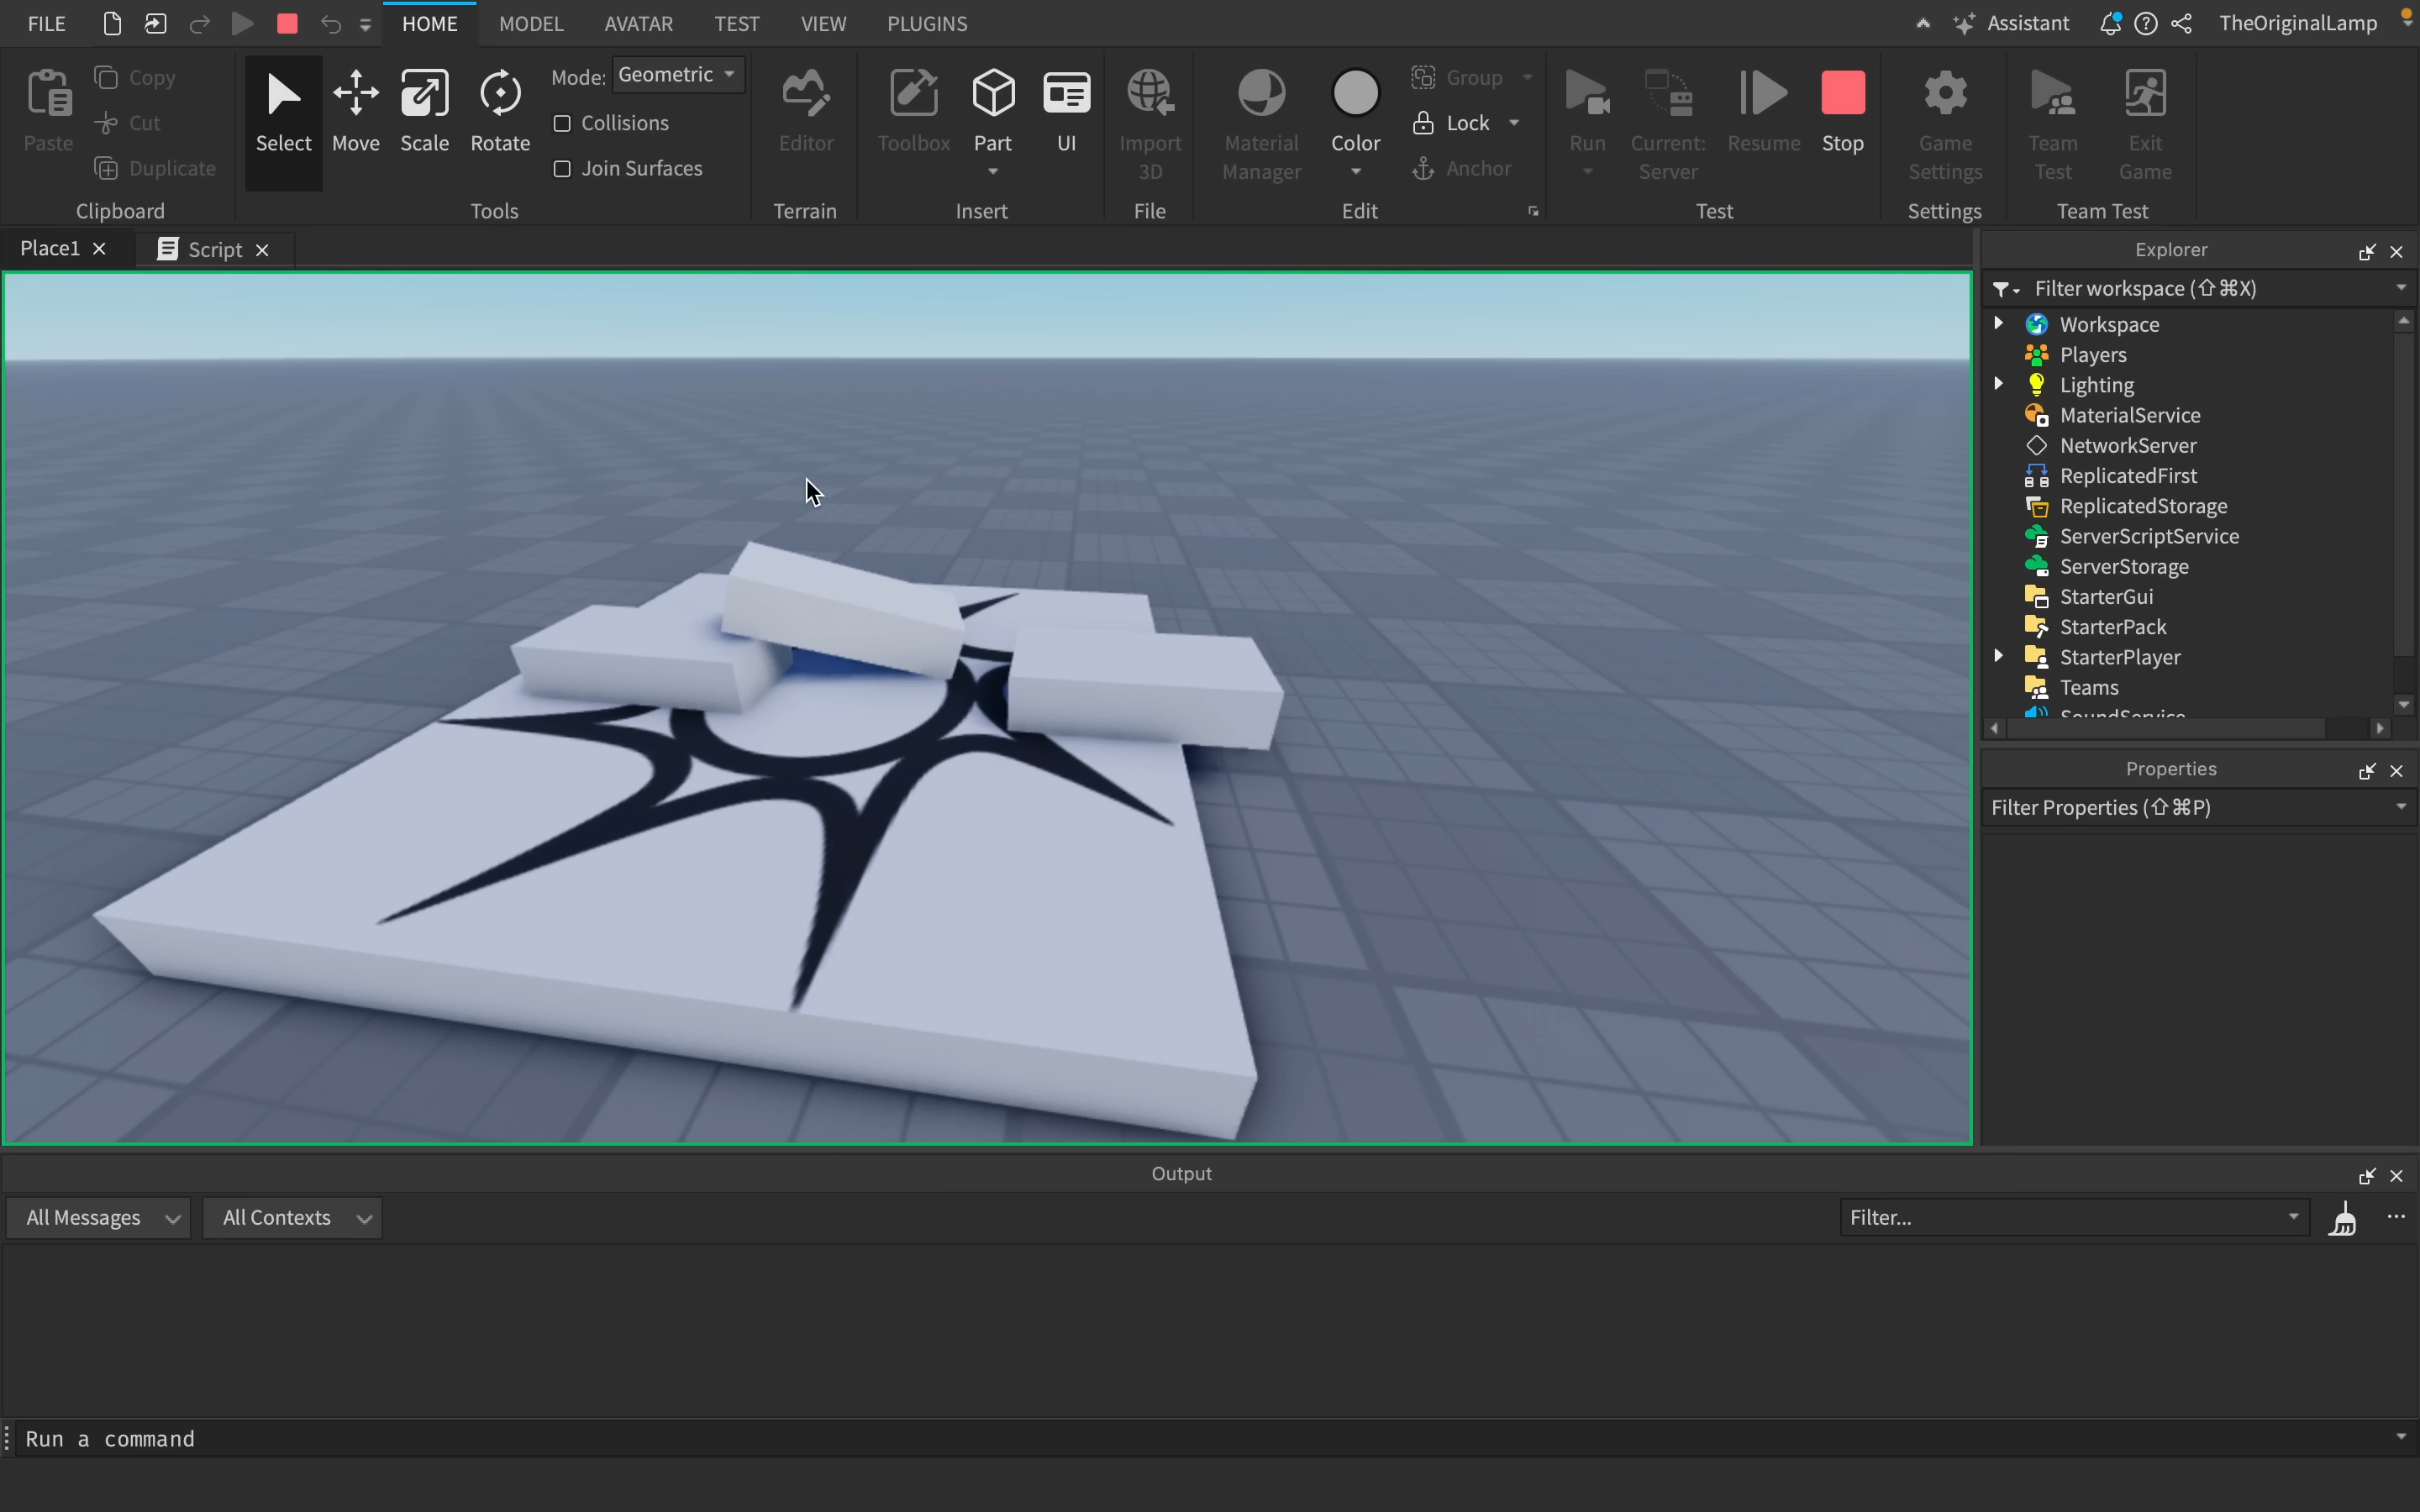 FILE
HOME
MODEL
AVATAR
TEST
VIEW
PLUGINS
Assistant
TheOriginalLamp
Paste
Copy
Cut
Duplicate
Clipboard
Select
Move
Scale
Rotate
Mode: Geometric
Collisions
Join Surfaces
Tools
Editor
Terrain
Toolbox
Part
UI
Insert
Import
3D
File
Material
Manager
Color
Group
Lock
Anchor
Edit
Run
Current:
Server
Resume
Stop
Test
Game
Settings
Settings
Team
Test
Exit
Game
Team Test
Place1
Script
Explorer
Filter workspace (⇧⌘X)
Workspace
Players
Lighting
MaterialService
NetworkServer
ReplicatedFirst
ReplicatedStorage
ServerScriptService
ServerStorage
StarterGui
StarterPack
StarterPlayer
Teams
SoundService
Properties
Filter Properties (⇧⌘P)
Output
All Messages
All Contexts
Filter...
Run a command